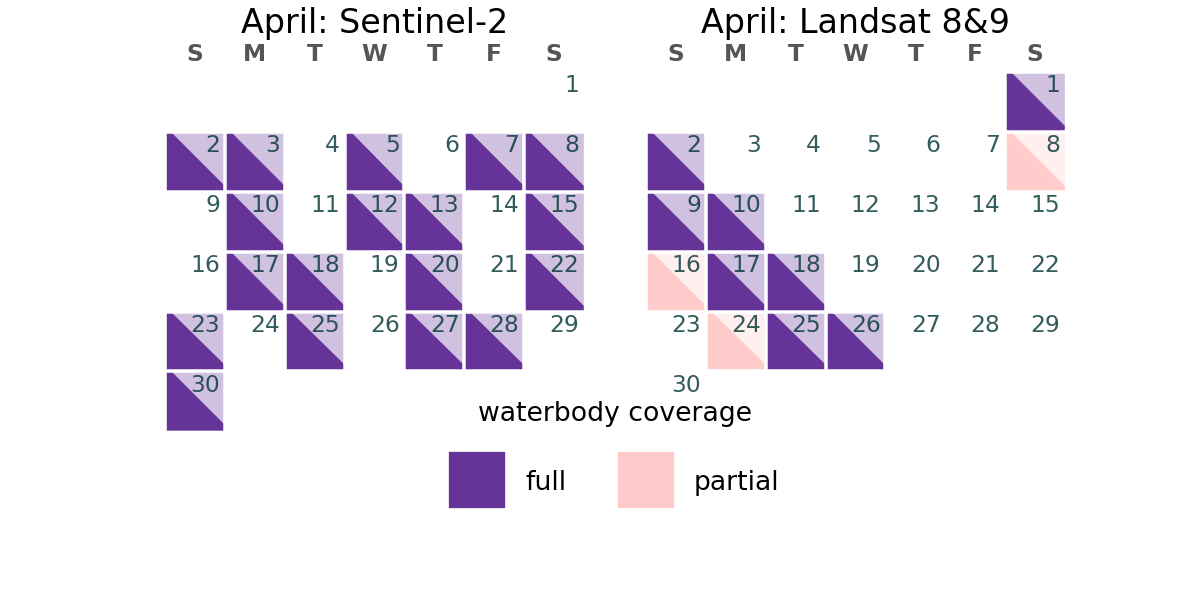 April: Sentinel-2
S M T W T F S
1
2 3 4 5 6 7 8
9 10 11 12 13 14 15
16 17 18 19 20 21 22
23 24 25 26 27 28 29
30
April: Landsat 8&9
S M T W T F S
1
2 3 4 5 6 7 8
9 10 11 12 13 14 15
16 17 18 19 20 21 22
23 24 25 26 27 28 29
30
waterbody coverage
full partial